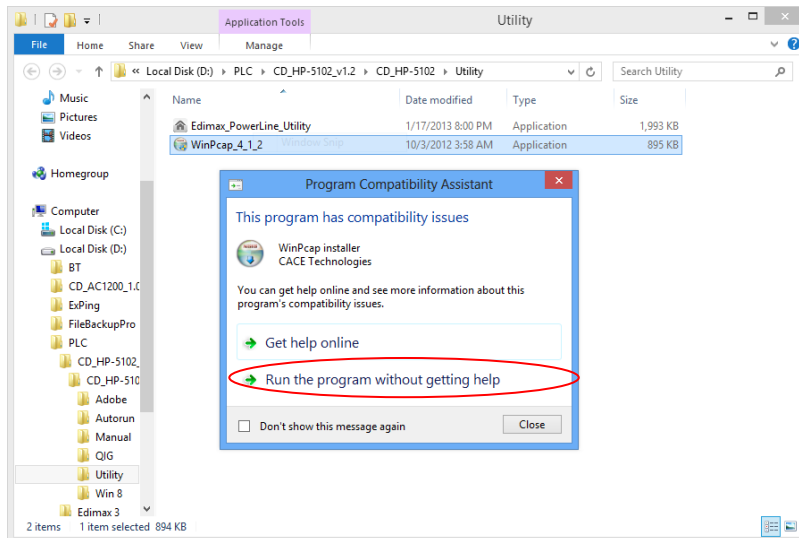 Application Tools
Utility
File
Home
Share
View
Manage
« Local Disk (D:) ▸ PLC ▸ CD_HP-5102_v1.2 ▸ CD_HP-5102 ▸ Utility
Search Utility
Music
Pictures
Videos
Homegroup
Computer
Local Disk (C:)
Local Disk (D:)
BT
CD_AC1200_1.0
ExPing
FileBackupPro
PLC
CD_HP-5102_
CD_HP-510
Adobe
Autorun
Manual
QIG
Utility
Win 8
Edimax 3
Name
Date modified
Type
Size
Edimax_PowerLine_Utility
1/17/2013 8:00 PM
Application
1,993 KB
WinPcap_4_1_2
Window Snip
10/3/2012 3:58 AM
Application
895 KB
Program Compatibility Assistant
This program has compatibility issues
WinPcap installer
CACE Technologies
You can get help online and see more information about this
program's compatibility issues.
Get help online
Run the program without getting help
Don't show this message again
Close
2 items
1 item selected 894 KB